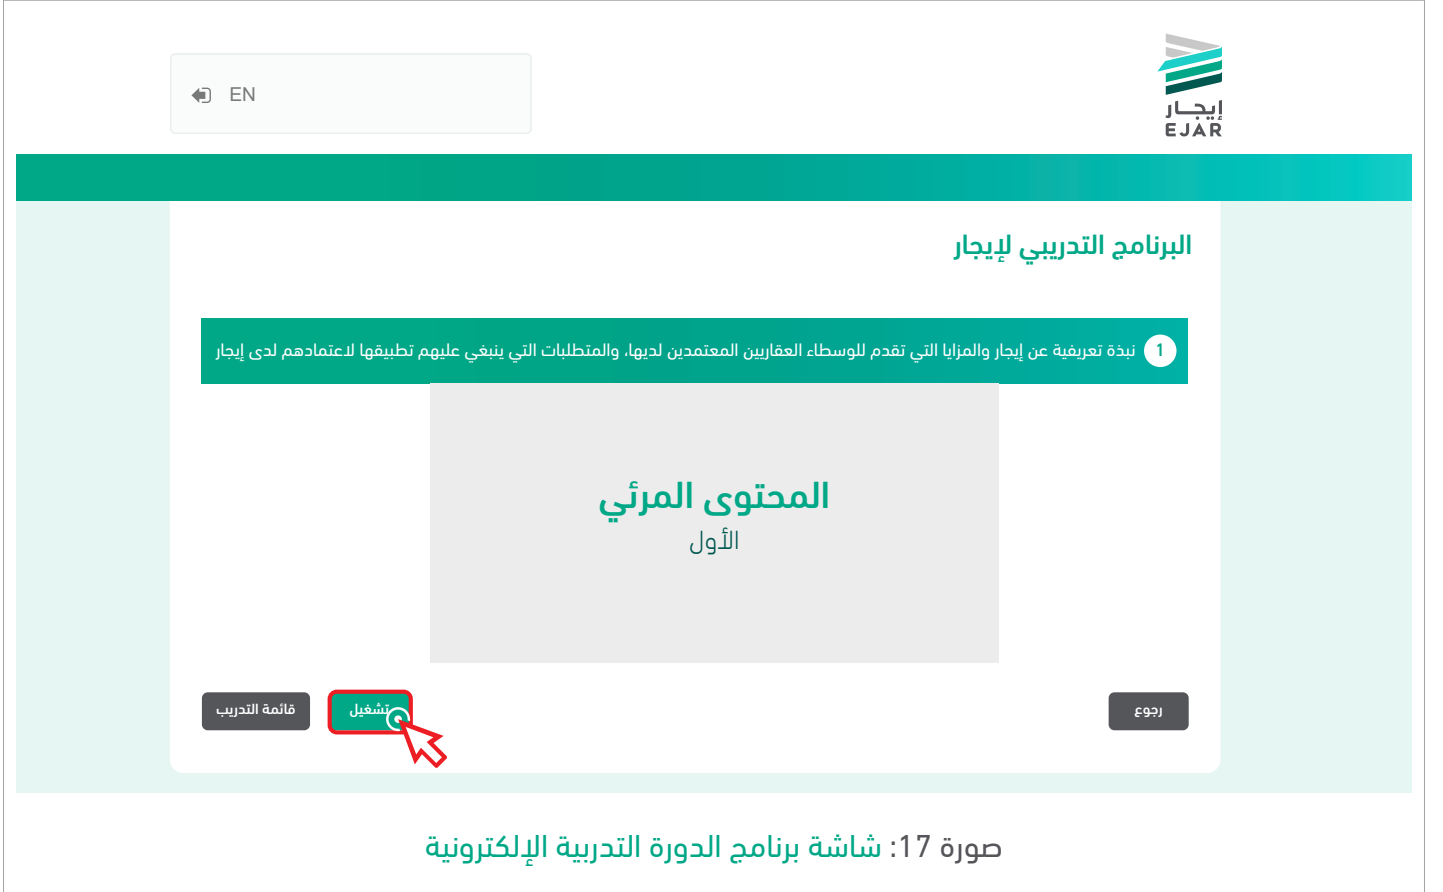 إيجـار
EJAR
EN
البرنامج التدريبي لإيجار
1 نبذة تعريفية عن إيجار والمزايا التي تقدم للوسطاء العقاريين المعتمدين لديها، والمتطلبات التي ينبغي عليهم تطبيقها لاعتمادهم لدى إيجار
المحتوى المرئي
الأول
رجوع
تشغيل
قائمة التدريب
صورة 17: شاشة برنامج الدورة التدربية الإلكترونية